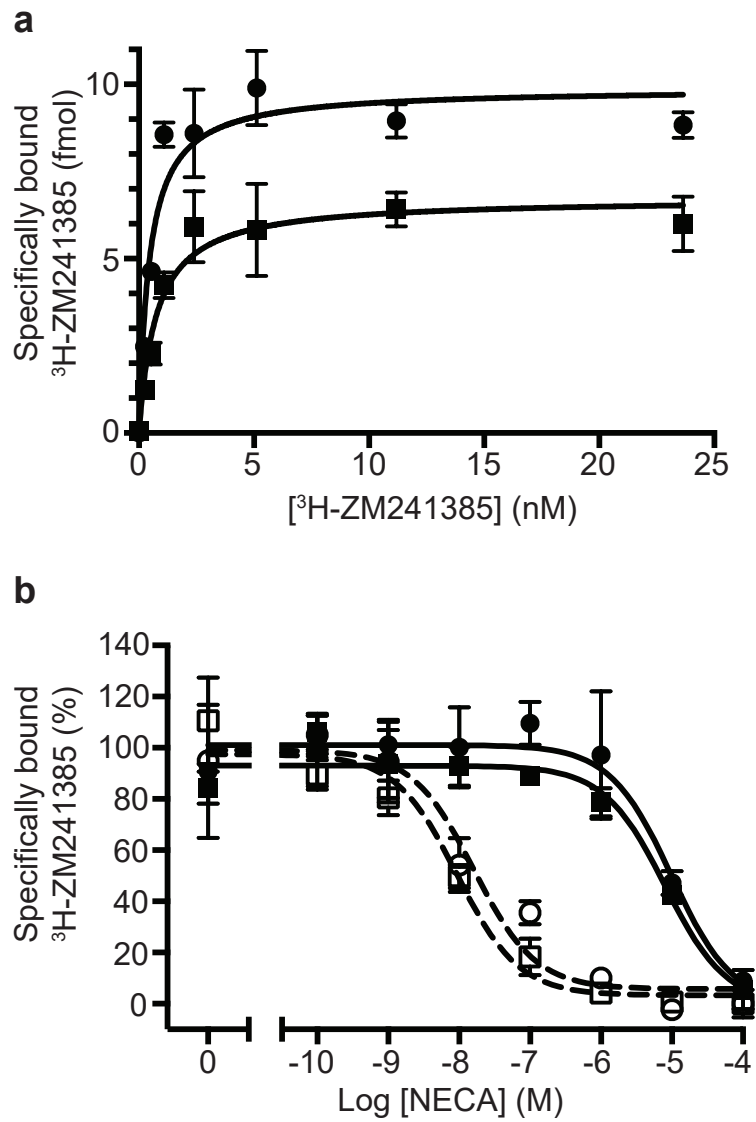 a
Specifically bound
³H-ZM241385 (fmol)
10
5
0
0 5 10 15 20 25
[³H-ZM241385] (nM)
b
Specifically bound
³H-ZM241385 (%)
140
120
100
80
60
40
20
0
0 -10 -9 -8 -7 -6 -5 -4
Log [NECA] (M)